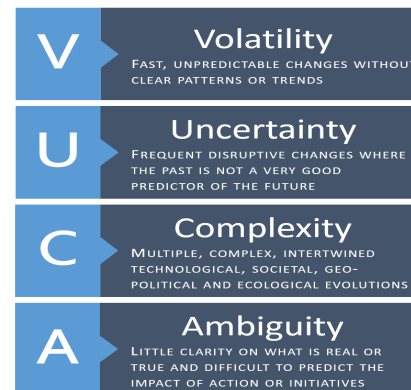 V
Volatility
FAST, UNPREDICTABLE CHANGES WITHOUT
CLEAR PATTERNS OR TRENDS
U
Uncertainty
FREQUENT DISRUPTIVE CHANGES WHERE
THE PAST IS NOT A VERY GOOD
PREDICTOR OF THE FUTURE
C
Complexity
MULTIPLE, COMPLEX, INTERTWINED
TECHNOLOGICAL, SOCIETAL, GEO-
POLITICAL AND ECOLOGICAL EVOLUTIONS
A
Ambiguity
LITTLE CLARITY ON WHAT IS REAL OR
TRUE AND DIFFICULT TO PREDICT THE
IMPACT OF ACTION OR INITIATIVES